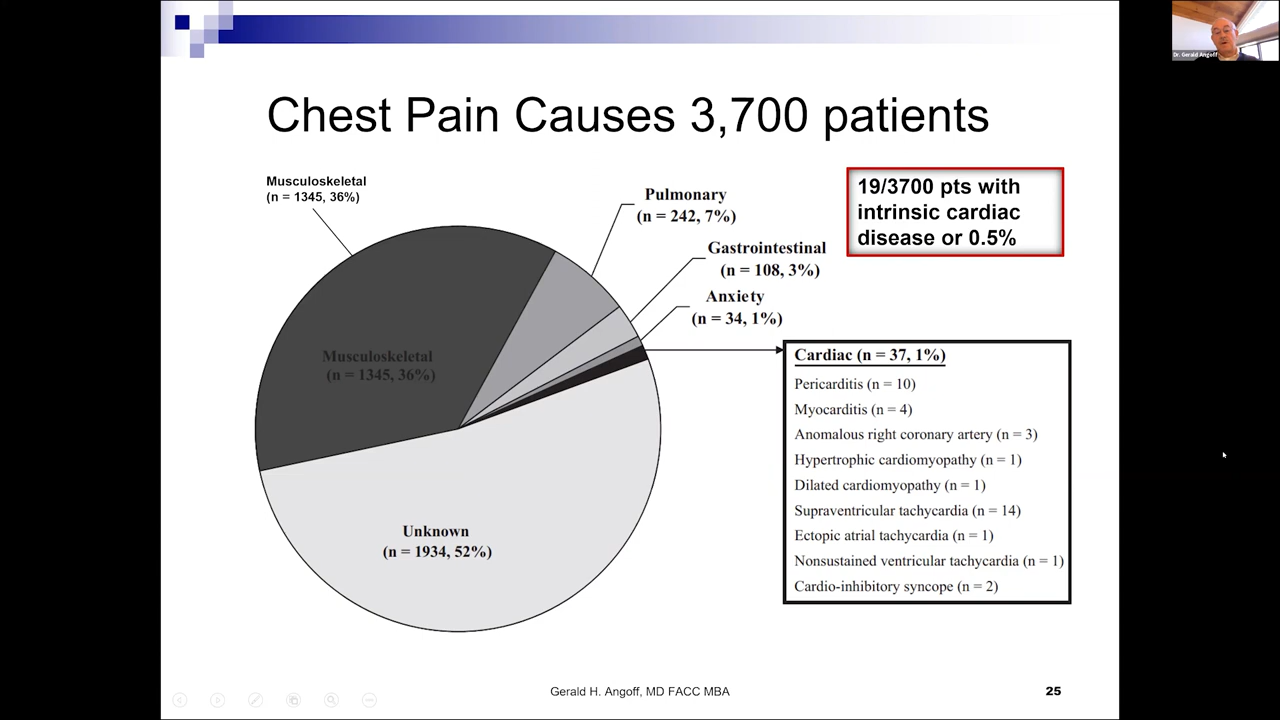 Dr. Gerald Angoff
Chest Pain Causes 3,700 patients
Musculoskeletal
(n = 1345, 36%)
Pulmonary
(n = 242, 7%)
Gastrointestinal
(n = 108, 3%)
Anxiety
(n = 34, 1%)
19/3700 pts with
intrinsic cardiac
disease or 0.5%
Musculoskeletal
(n = 1345, 36%)
Unknown
(n = 1934, 52%)
Cardiac (n = 37, 1%)
Pericarditis (n = 10)
Myocarditis (n = 4)
Anomalous right coronary artery (n = 3)
Hypertrophic cardiomyopathy (n = 1)
Dilated cardiomyopathy (n = 1)
Supraventricular tachycardia (n = 14)
Ectopic atrial tachycardia (n = 1)
Nonsustained ventricular tachycardia (n = 1)
Cardio-inhibitory syncope (n = 2)
Gerald H. Angoff, MD FACC MBA
25